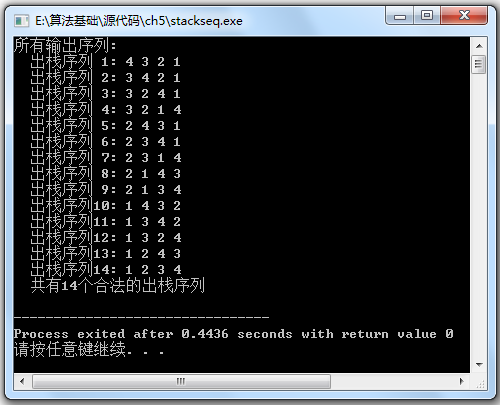 E:\算法基础\源代码\ch5\stackseq.exe
所有输出序列:
出栈序列 1: 4 3 2 1
出栈序列 2: 3 4 2 1
出栈序列 3: 3 2 4 1
出栈序列 4: 3 2 1 4
出栈序列 5: 2 4 3 1
出栈序列 6: 2 3 4 1
出栈序列 7: 2 3 1 4
出栈序列 8: 2 1 4 3
出栈序列 9: 2 1 3 4
出栈序列10: 1 4 3 2
出栈序列11: 1 3 4 2
出栈序列12: 1 3 2 4
出栈序列13: 1 2 4 3
出栈序列14: 1 2 3 4
共有14个合法的出栈序列
--------------------------------
Process exited after 0.4436 seconds with return value 0
请按任意键继续. . .